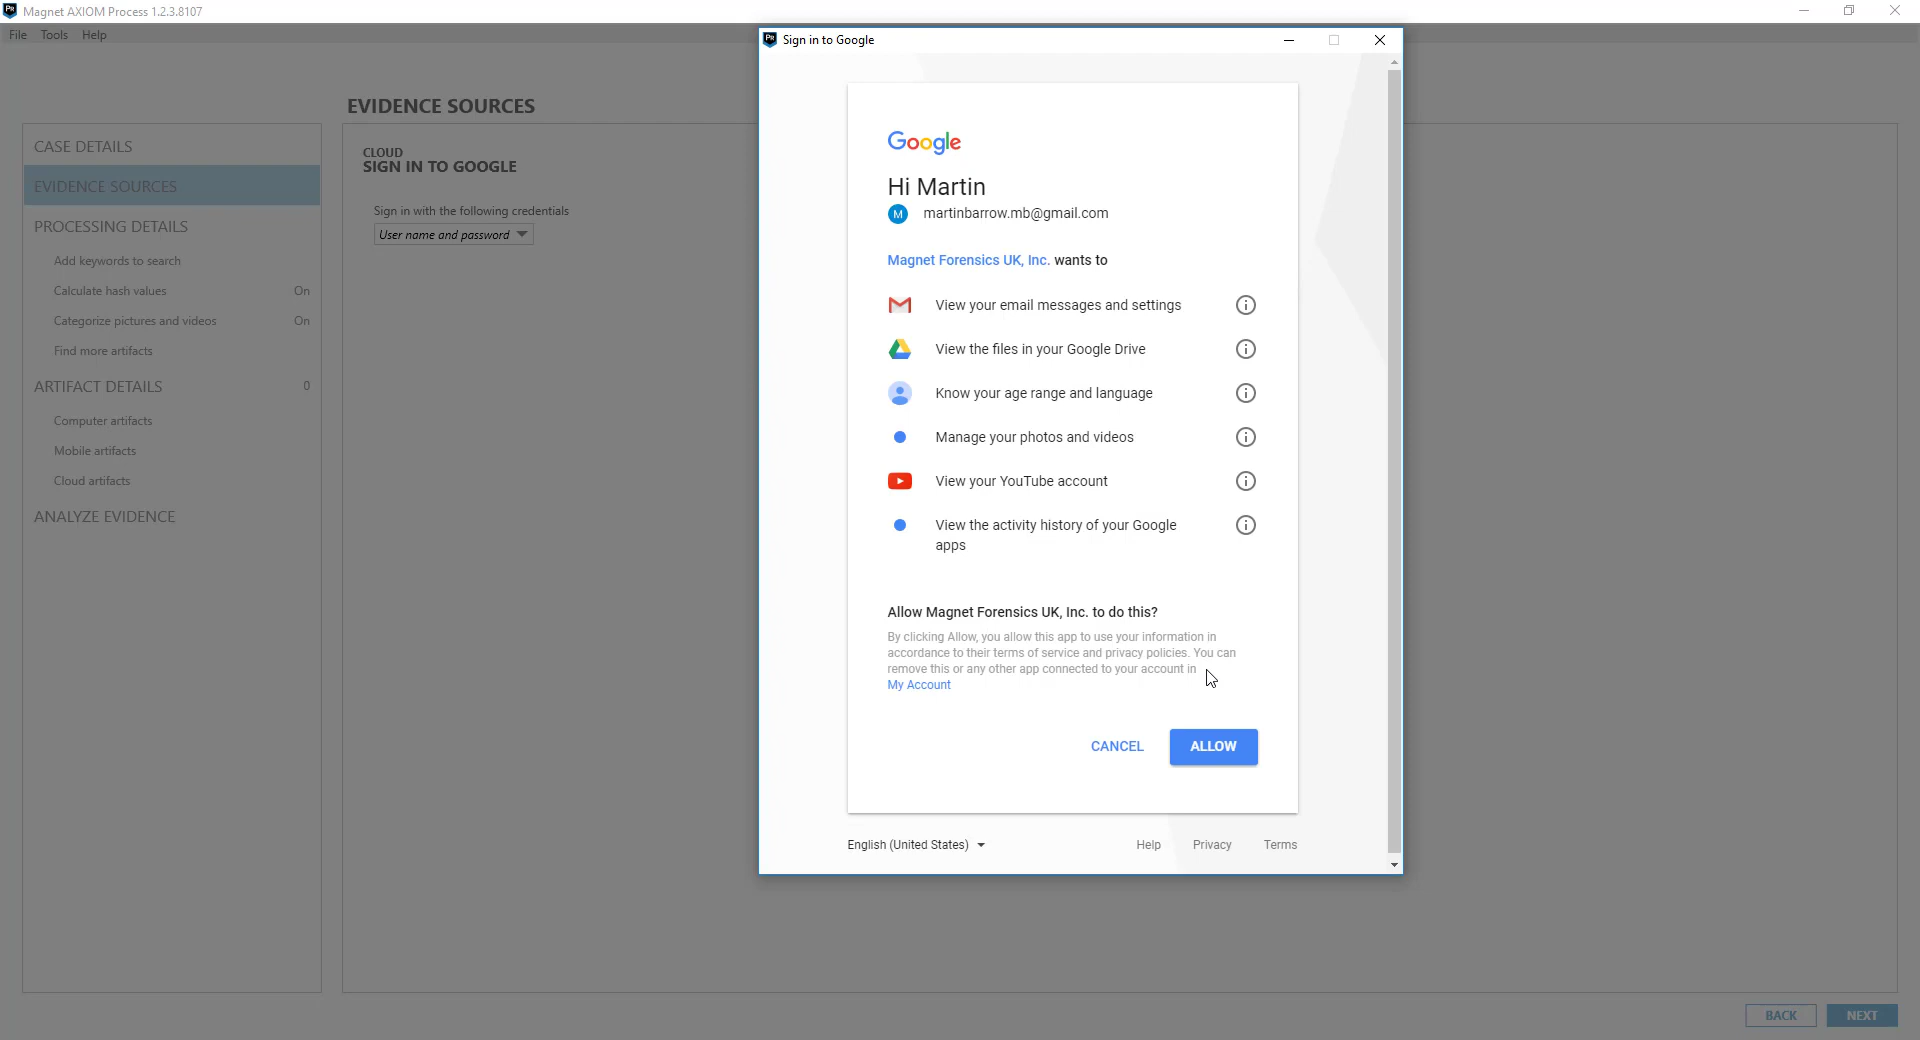 Magnet AXIOM Process 1.2.3.8107
File Tools Help
EVIDENCE SOURCES
CASE DETAILS
EVIDENCE SOURCES
PROCESSING DETAILS
Add keywords to search
Calculate hash values On
Categorize pictures and videos On
Find more artifacts
ARTIFACT DETAILS 0
Computer artifacts
Mobile artifacts
Cloud artifacts
ANALYZE EVIDENCE
CLOUD
SIGN IN TO GOOGLE
Sign in with the following credentials
User name and password
Sign in to Google
Google
Hi Martin
M martinbarrow.mb@gmail.com
Magnet Forensics UK, Inc. wants to
View your email messages and settings
View the files in your Google Drive
Know your age range and language
Manage your photos and videos
View your YouTube account
View the activity history of your Google
apps
Allow Magnet Forensics UK, Inc. to do this?
By clicking Allow, you allow this app to use your information in
accordance to their terms of service and privacy policies. You can
remove this or any other app connected to your account in
My Account
CANCEL ALLOW
English (United States) Help Privacy Terms
BACK NEXT